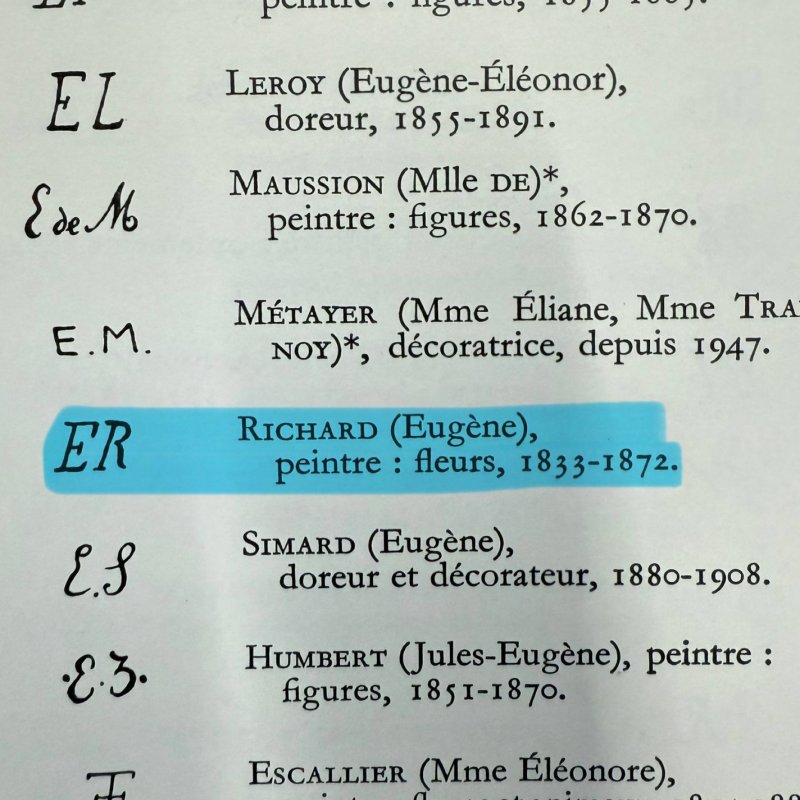 peintre : figures,
EL LEROY (Eugène-Éléonor),
doreur, 1855-1891.
E de M MAUSSION (Mlle DE)*,
peintre : figures, 1862-1870.
E.M. MÉTAYER (Mme Éliane, Mme TRA
NOY)*, décoratrice, depuis 1947.
ER RICHARD (Eugène),
peintre : fleurs, 1833-1872.
E.S SIMARD (Eugène),
doreur et décorateur, 1880-1908.
HUMBERT (Jules-Eugène), peintre :
figures, 1851-1870.
ESCALLIER (Mme Éléonore),